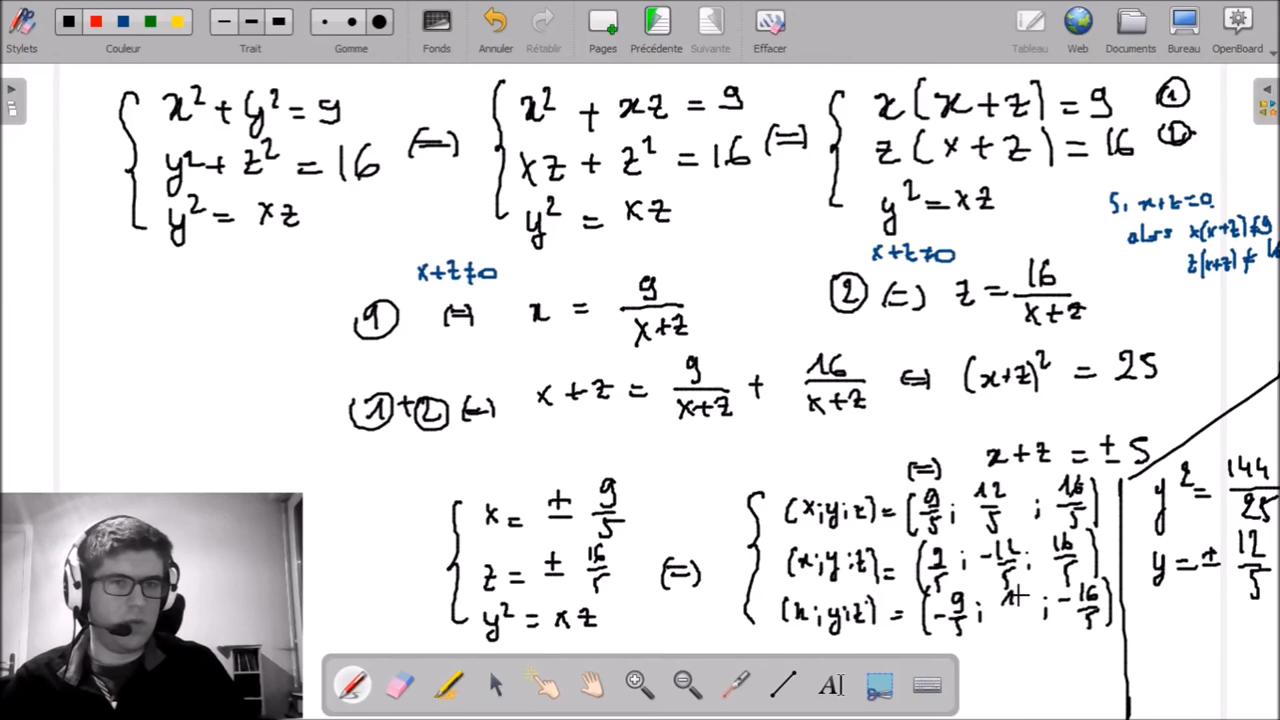 Stylets Couleur Trait Gomme Fonds Annuler Rétablir Pages Précédente Suivante Effacer Tableau Web Documents Bureau OpenBoard
x² + y² = 9 x² + xz = 9 x(x+z) = 9 ①
y² + z² = 16 (=) xz + z² = 16 (=) z(x+z) = 16
y² = xz y² = xz y² = xz
Si x+z=0
alors x(x+z)≠9
z(x+z)≠16
x+z≠0 x+z≠0
① (=) x = 9/(x+z) ② (=) z = 16/(x+z)
①+② (=) x+z = 9/(x+z) + 16/(x+z) (=) (x+z)² = 25
(=) x+z = ± 5
x = ± 9/5 (x;y;z) = (9/5; 12/5; 16/5)
z = ± 16/5 (=) (x;y;z) = (9/5; -12/5; 16/5)
y² = xz (x;y;z) = (-9/5; 1 ; -16/5)
y² = 144/25
y = ± 12/5
AI